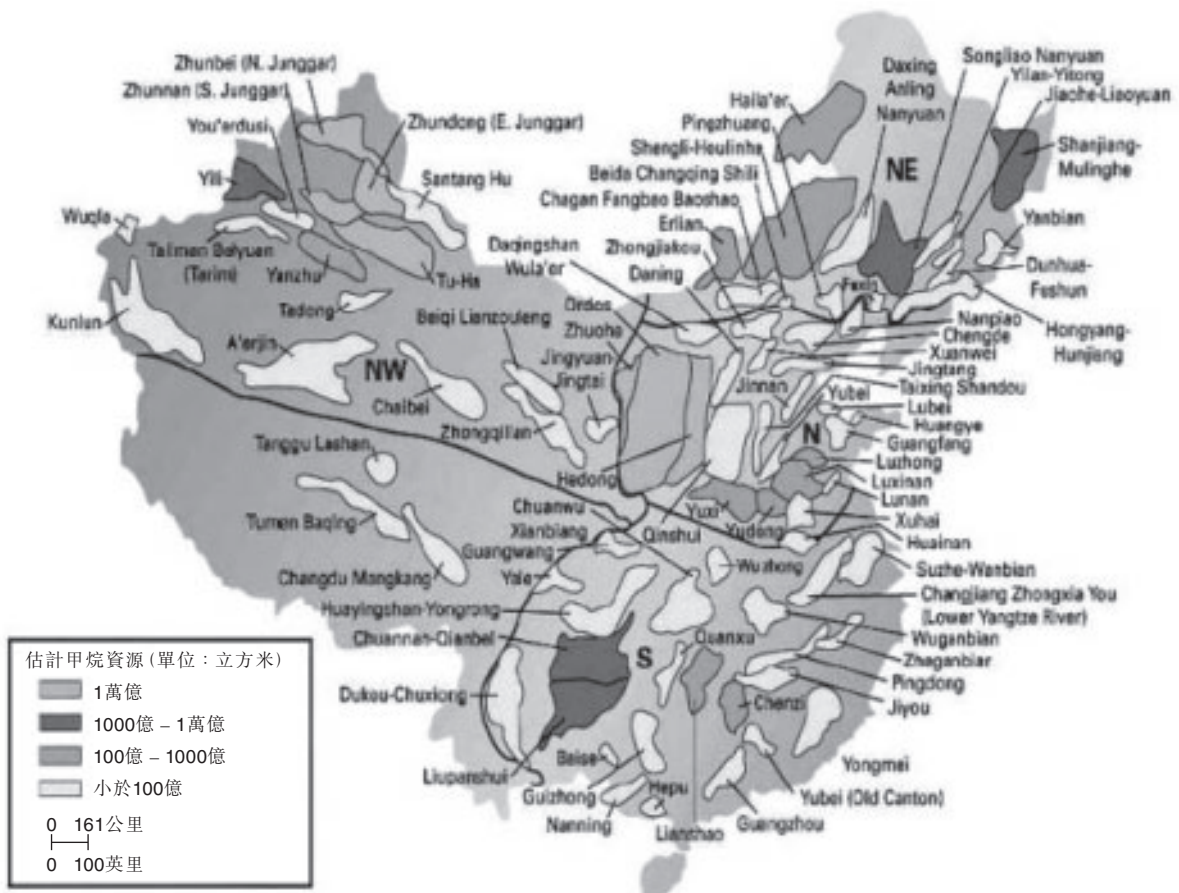 Zhunbei (N. Junggar)
Zhunnan (S. Junggar)
You'erdusi
Yili
Zhundong (E. Junggar)
Santang Hu
Wuqia
Talimen Beiyuan
(Tarim)
Yanzhu
Tu-Ha
Tadong
Kunlun
A'erjin
NW
Chaibei
Beiqi Lianzouleng
Zhongqilian
Jingyuan-
Jingtai
Zhuohe
Ordos
Daqingshan
Wula'er
Daning
Zhongjiakou
Erlian
Chagan Fangbao Baoshao
Beida Changqing Shili
Shengli-Houlinhe
Pingzhuang
Haila'er
Daxing
Anling
Nanyuan
Songliao Nanyuan
Yilan-Yitong
Jiaohe-Liaoyuan
NE
Shanjiang-
Mulinghe
Yanbian
Dunhua-
Fushun
Hongyang-
Hunjiang
Fuxin
Nanpiao
Chengde
Xuanwei
Jingtang
Taixing Shandou
Jinnan
Yubei
Lubei
Huangye
Guangfang
N
Luzhong
Luxinan
Lunan
Xuhai
Huainan
Hedong
Qinshui
Yuxi
Yudong
Tanggu Lashan
Tumen Baqing
Changdu Mangkang
Chuanwu
Xianbiang
Guangwang
Yale
Huayingshan-Yongrong
Chuannan-Qianbei
Dukou-Chuxiong
Liupanshui
Wuzhong
Suzhe-Wanbian
Changjiang Zhongxia You
(Lower Yangtze River)
Wuganbian
Zheganbiar
Pingdong
Jiyou
S
Quanxu
Chenzi
Baise
Guizhong
Nanning
Hepu
Lianshao
Guangzhou
Yubei (Old Canton)
Yongmei
估計甲烷資源 (單位：立方米)
1萬億
1000億 – 1萬億
100億 – 1000億
小於100億
0 161公里
0 100英里